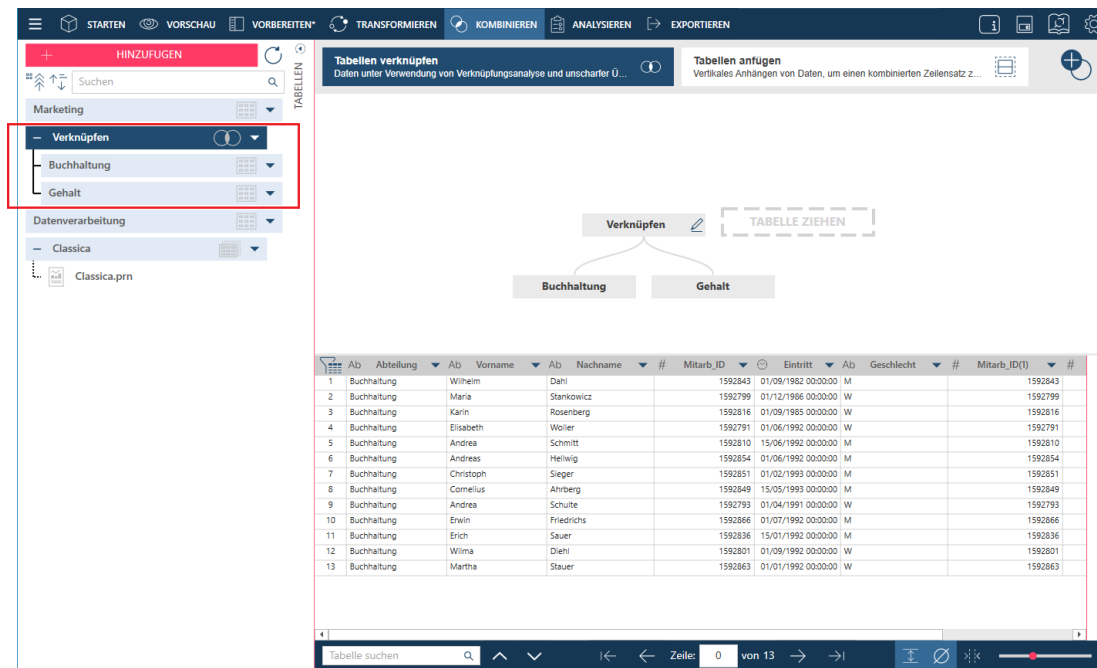 STARTEN VORSCHAU VORBEREITEN* TRANSFORMIEREN KOMBINIEREN ANALYSIEREN EXPORTIEREN
+ HINZUFÜGEN
Suchen
TABELLEN
Marketing
Verknüpfen
Buchhaltung
Gehalt
Datenverarbeitung
Classica
Classica.prn
Tabellen verknüpfen
Daten unter Verwendung von Verknüpfungsanalyse und unscharfer Ü...
Tabellen anfügen
Vertikales Anhängen von Daten, um einen kombinierten Zeilensatz z...
Verknüpfen TABELLE ZIEHEN
Buchhaltung Gehalt
Ab Abteilung Ab Vorname Ab Nachname # Mitarb_ID Eintritt Ab Geschlecht # Mitarb_ID(1) #
1 Buchhaltung Wilhelm Dahl 1592843 01/09/1982 00:00:00 M 1592843
2 Buchhaltung Maria Stankowicz 1592799 01/12/1986 00:00:00 W 1592799
3 Buchhaltung Karin Rosenberg 1592816 01/09/1985 00:00:00 W 1592816
4 Buchhaltung Elisabeth Woller 1592791 01/06/1992 00:00:00 W 1592791
5 Buchhaltung Andrea Schmitt 1592810 15/06/1992 00:00:00 M 1592810
6 Buchhaltung Andreas Hellwig 1592854 01/06/1992 00:00:00 M 1592854
7 Buchhaltung Christoph Sieger 1592851 01/02/1993 00:00:00 M 1592851
8 Buchhaltung Cornelius Ahrberg 1592849 15/05/1993 00:00:00 M 1592849
9 Buchhaltung Andrea Schulte 1592793 01/04/1991 00:00:00 W 1592793
10 Buchhaltung Erwin Friedrichs 1592866 01/07/1992 00:00:00 M 1592866
11 Buchhaltung Erich Sauer 1592836 15/01/1992 00:00:00 M 1592836
12 Buchhaltung Wilma Diehl 1592801 01/09/1992 00:00:00 W 1592801
13 Buchhaltung Martha Stauer 1592863 01/01/1992 00:00:00 W 1592863
Tabelle suchen Zeile: 0 von 13